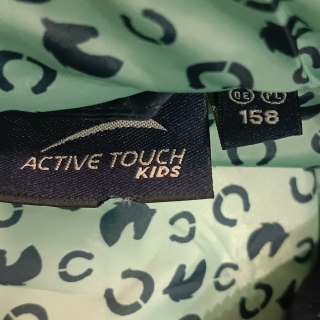 ACTIVE TOUCH
KIDS
DE PL
158